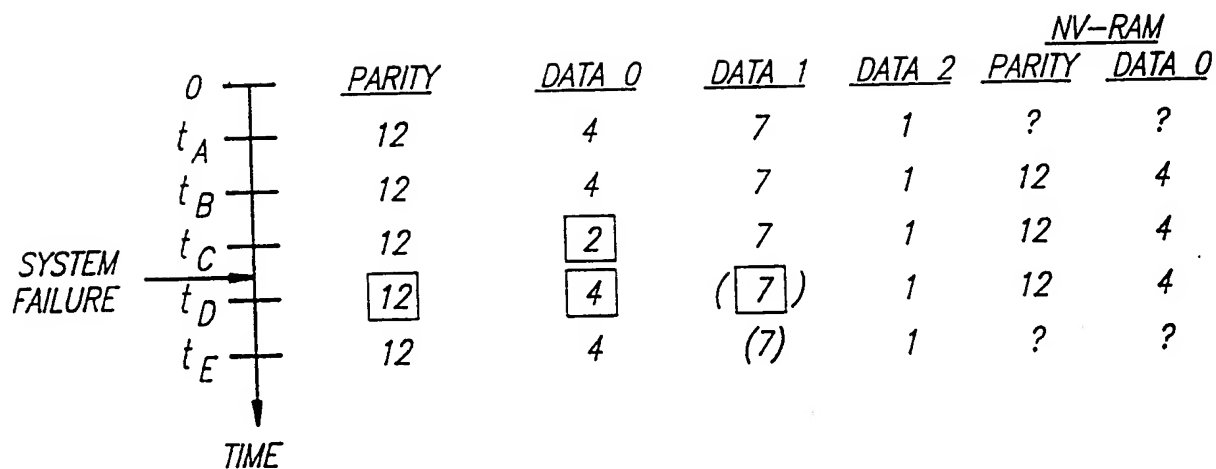 NV-RAM
0 PARITY DATA 0 DATA 1 DATA 2 PARITY DATA 0
tA 12 4 7 1 ? ?
tB 12 4 7 1 12 4
tC 12 2 7 1 12 4
SYSTEM FAILURE
tD 12 4 (7) 1 12 4
tE 12 4 (7) 1 ? ?
TIME